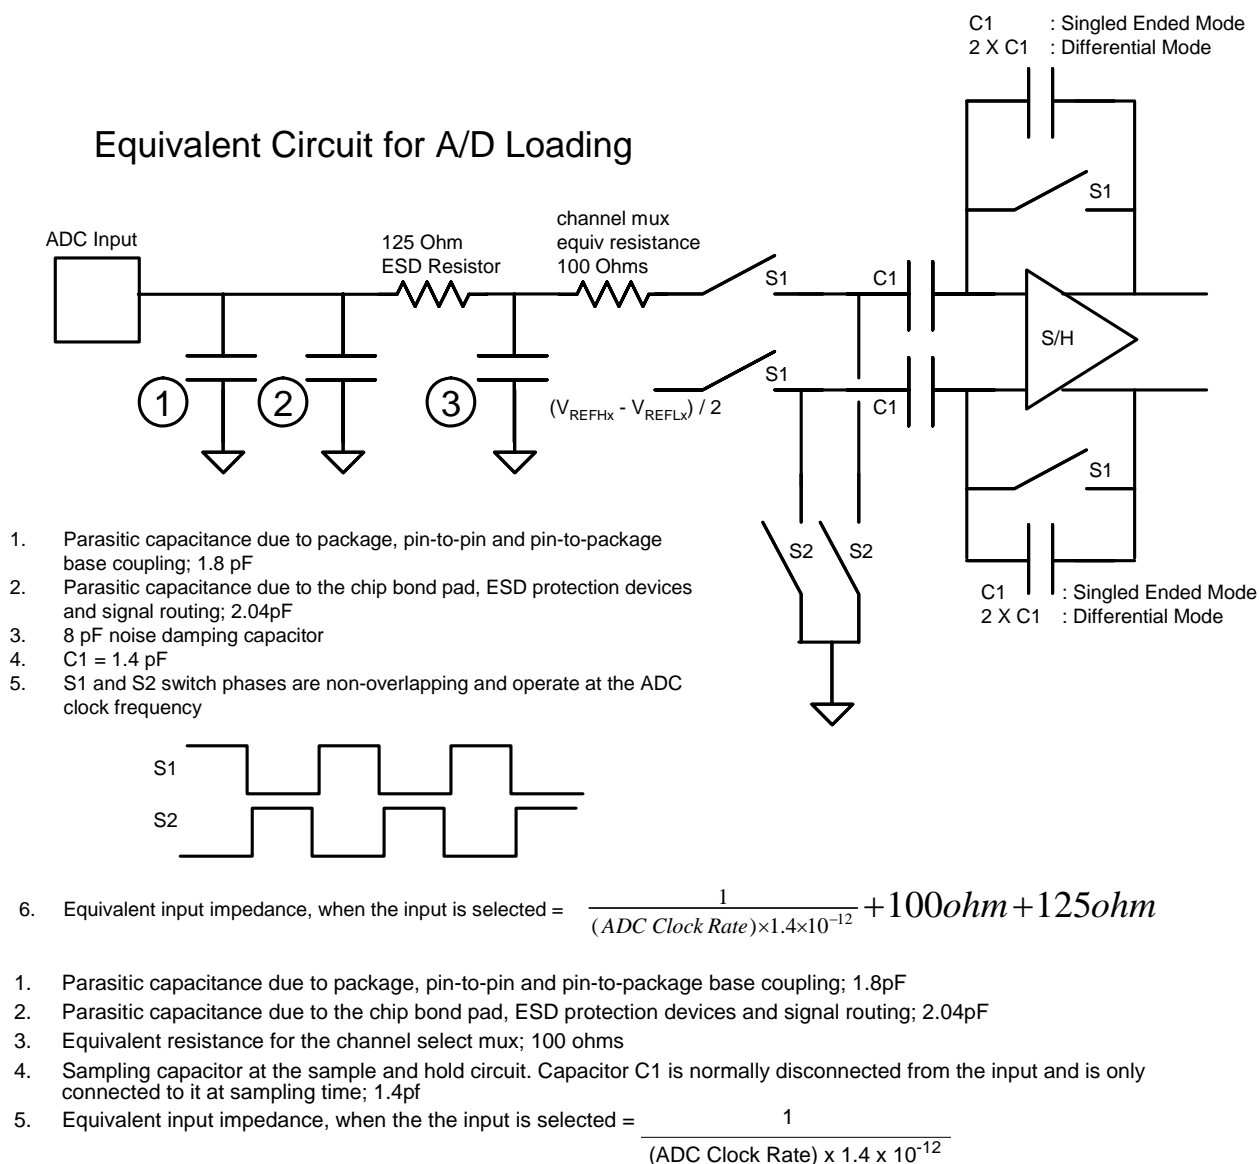 C1 : Singled Ended Mode
2 X C1 : Differential Mode
Equivalent Circuit for A/D Loading
S1
ADC Input
125 Ohm
ESD Resistor
channel mux
equiv resistance
100 Ohms
S1
C1
S/H
1
2
3
S1
(VREFHx - VREFLx) / 2
C1
S1
S2
S2
C1 : Singled Ended Mode
2 X C1 : Differential Mode
1. Parasitic capacitance due to package, pin-to-pin and pin-to-package
base coupling; 1.8 pF
2. Parasitic capacitance due to the chip bond pad, ESD protection devices
and signal routing; 2.04pF
3. 8 pF noise damping capacitor
4. C1 = 1.4 pF
5. S1 and S2 switch phases are non-overlapping and operate at the ADC
clock frequency
S1
S2
6. Equivalent input impedance, when the input is selected = 1 / (ADC Clock Rate)×1.4×10⁻¹² +100ohm+125ohm
1. Parasitic capacitance due to package, pin-to-pin and pin-to-package base coupling; 1.8pF
2. Parasitic capacitance due to the chip bond pad, ESD protection devices and signal routing; 2.04pF
3. Equivalent resistance for the channel select mux; 100 ohms
4. Sampling capacitor at the sample and hold circuit. Capacitor C1 is normally disconnected from the input and is only
connected to it at sampling time; 1.4pf
5. Equivalent input impedance, when the the input is selected = 1
(ADC Clock Rate) x 1.4 x 10⁻¹²